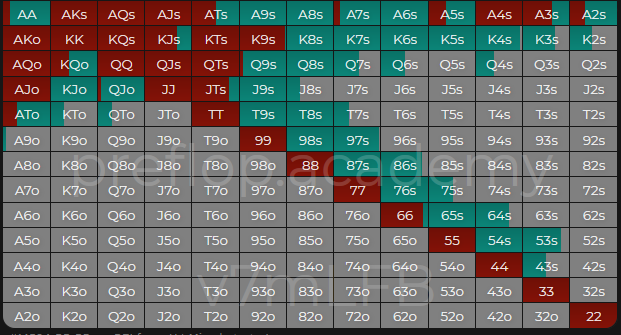 AA AKs AQs AJs ATs A9s A8s A7s A6s A5s A4s A3s A2s
AKo KK KQs KJs KTs K9s K8s K7s K6s K5s K4s K3s K2s
AQo KQo QQ QJs QTs Q9s Q8s Q7s Q6s Q5s Q4s Q3s Q2s
AJo KJo QJo JJ JTs J9s J8s J7s J6s J5s J4s J3s J2s
ATo KTo QTo JTo TT T9s T8s T7s T6s T5s T4s T3s T2s
A9o K9o Q9o J9o T9o 99 98s 97s 96s 95s 94s 93s 92s
A8o K8o Q8o J8o T8o 98o 88 87s 86s 85s 84s 83s 82s
preflop.academy
A7o K7o Q7o J7o T7o 97o 87o 77 76s 75s 74s 73s 72s
A6o K6o Q6o J6o T6o 96o 86o 76o 66 65s 64s 63s 62s
A5o K5o Q5o J5o T5o 95o 85o 75o 65o 55 54s 53s 52s
A4o K4o Q4o J4o T4o 94o 84o 74o 64o 54o 44 43s 42s
v7mLFB
A3o K3o Q3o J3o T3o 93o 83o 73o 63o 53o 43o 33 32s
A2o K2o Q2o J2o T2o 92o 82o 72o 62o 52o 42o 32o 22